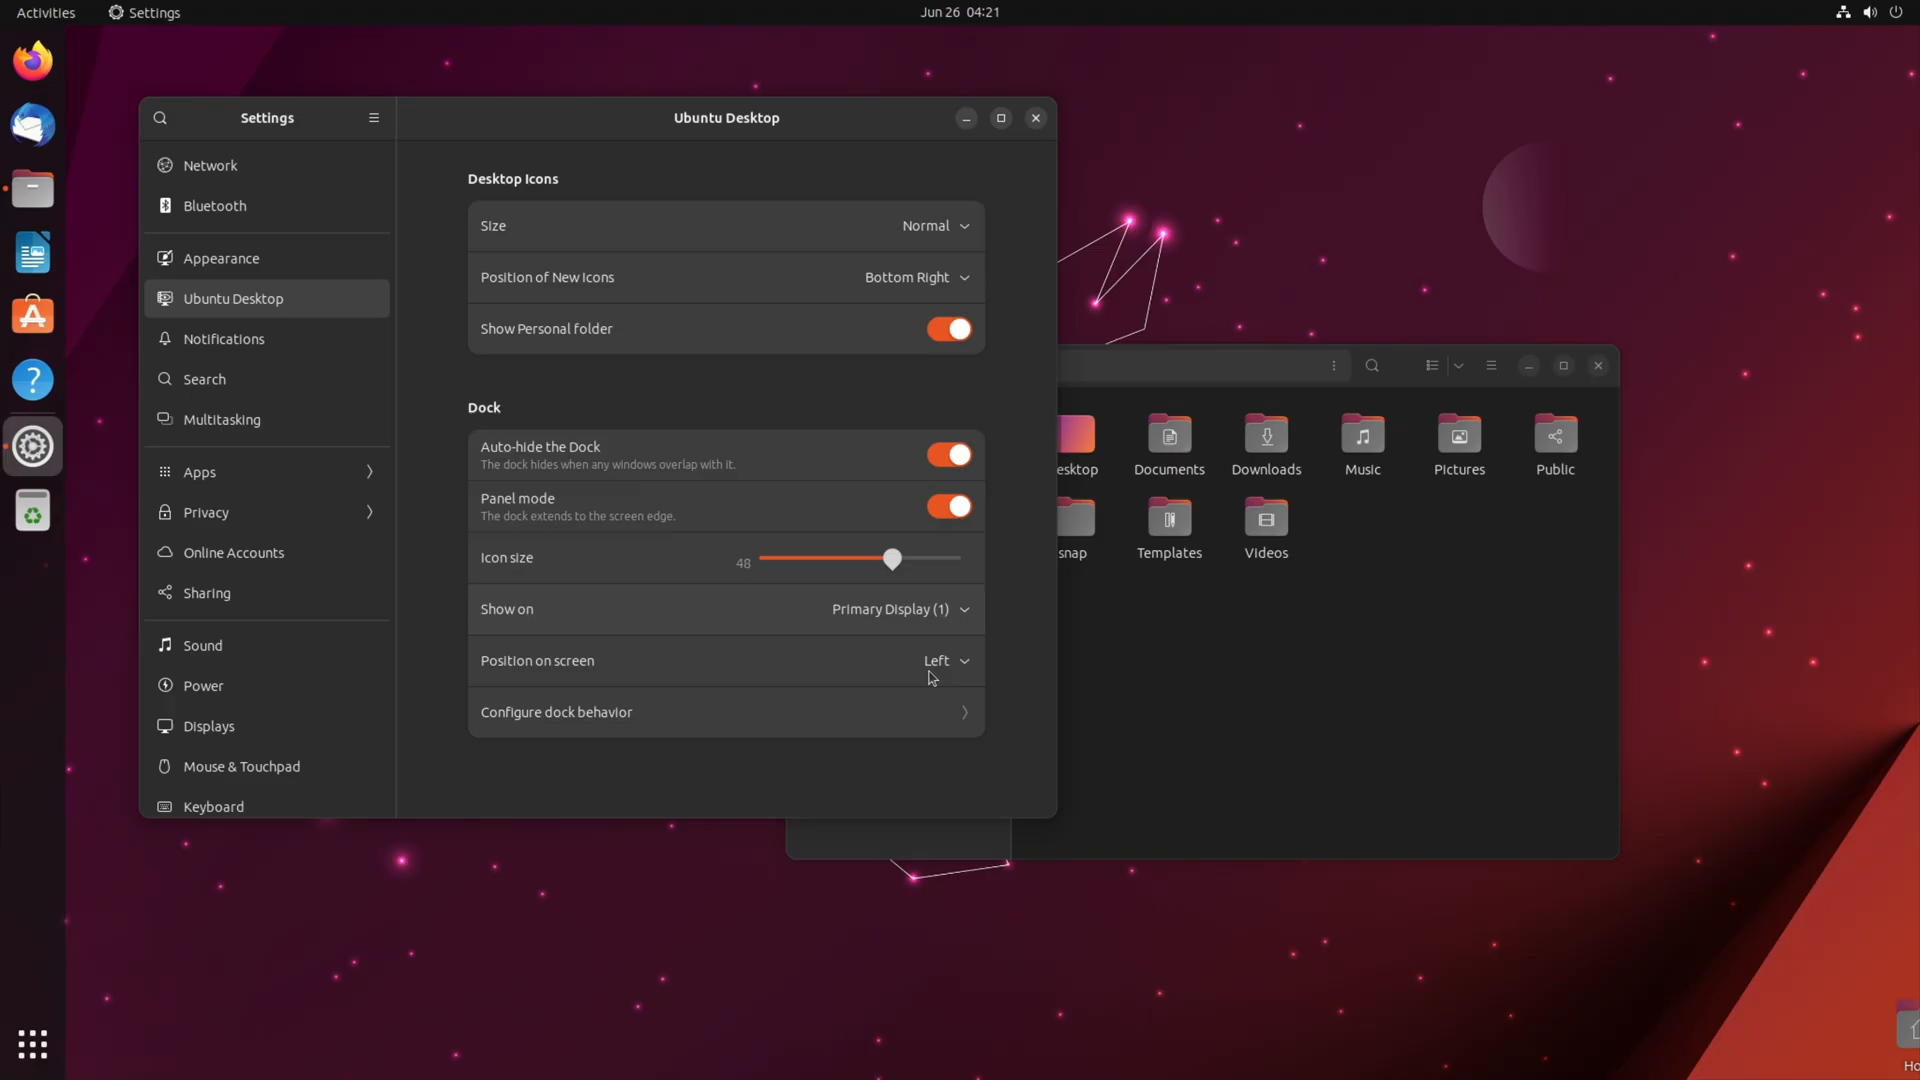 Activities
Settings
Jun 26 04:21
Settings
Ubuntu Desktop
Network
Bluetooth
Appearance
Ubuntu Desktop
Notifications
Search
Multitasking
Apps
Privacy
Online Accounts
Sharing
Sound
Power
Displays
Mouse & Touchpad
Keyboard
Desktop Icons
Size
Normal
Position of New Icons
Bottom Right
Show Personal folder
Dock
Auto-hide the Dock
The dock hides when any windows overlap with it.
Panel mode
The dock extends to the screen edge.
Icon size
48
Show on
Primary Display (1)
Position on screen
Left
Configure dock behavior
esktop
Documents
Downloads
Music
Pictures
Public
snap
Templates
Videos
Ho